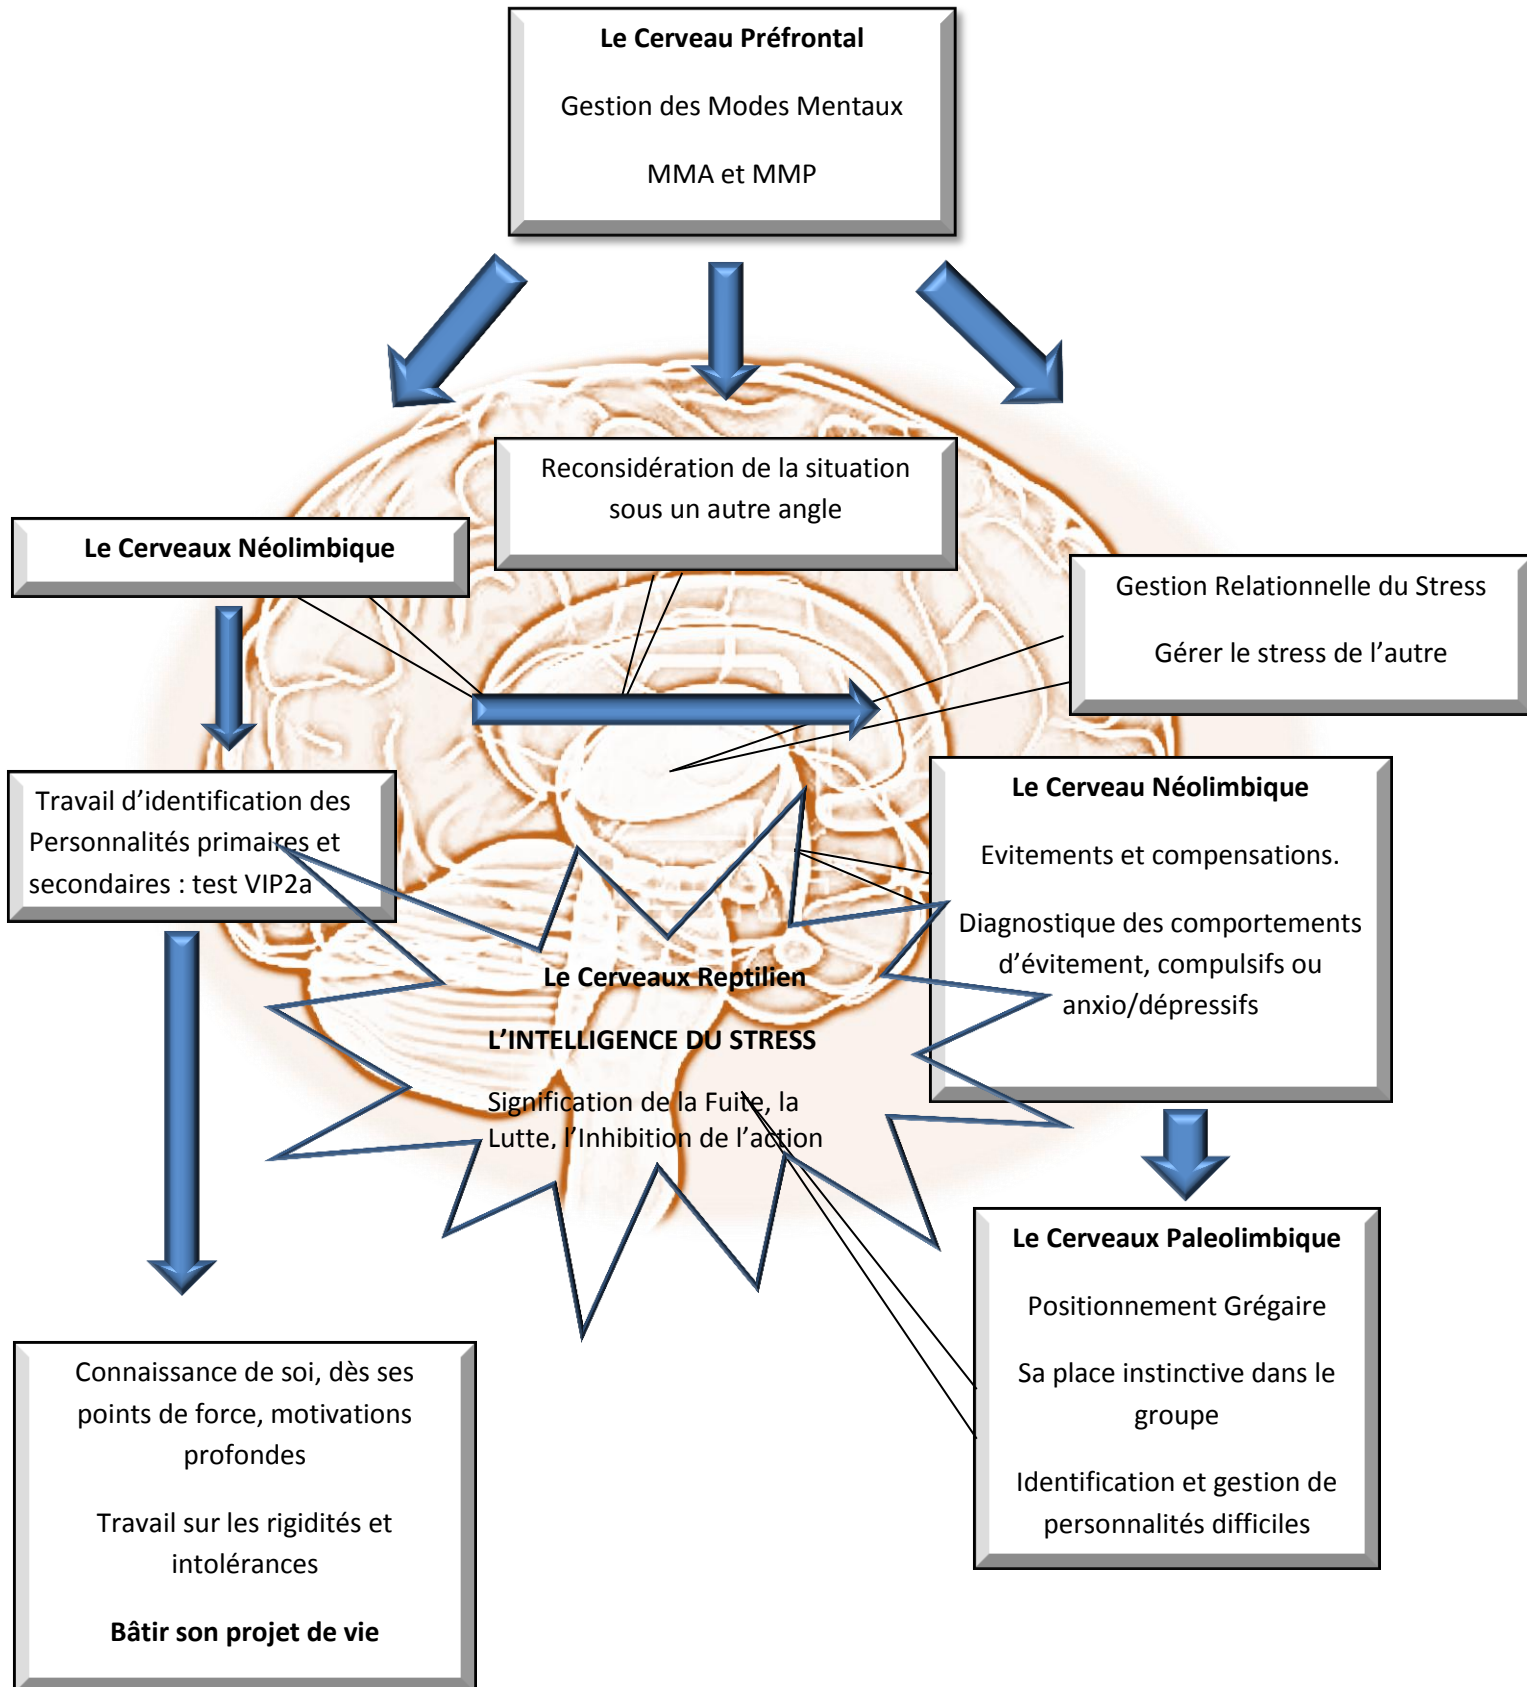 Le Cerveau Préfrontal
Gestion des Modes Mentaux
MMA et MMP
Reconsidération de la situation
sous un autre angle
Le Cerveaux Néolimbique
Gestion Relationnelle du Stress
Gérer le stress de l’autre
Travail d’identification des
Personnalités primaires et
secondaires : test VIP2a
Le Cerveau Néolimbique
Evitements et compensations.
Diagnostique des comportements
d’évitement, compulsifs ou
anxio/dépressifs
Le Cerveaux Reptilien
L’INTELLIGENCE DU STRESS
Signification de la Fuite, la
Lutte, l’Inhibition de l’action
Le Cerveaux Paleolimbique
Positionnement Grégaire
Sa place instinctive dans le
groupe
Identification et gestion de
personnalités difficiles
Connaissance de soi, dès ses
points de force, motivations
profondes
Travail sur les rigidités et
intolérances
Bâtir son projet de vie